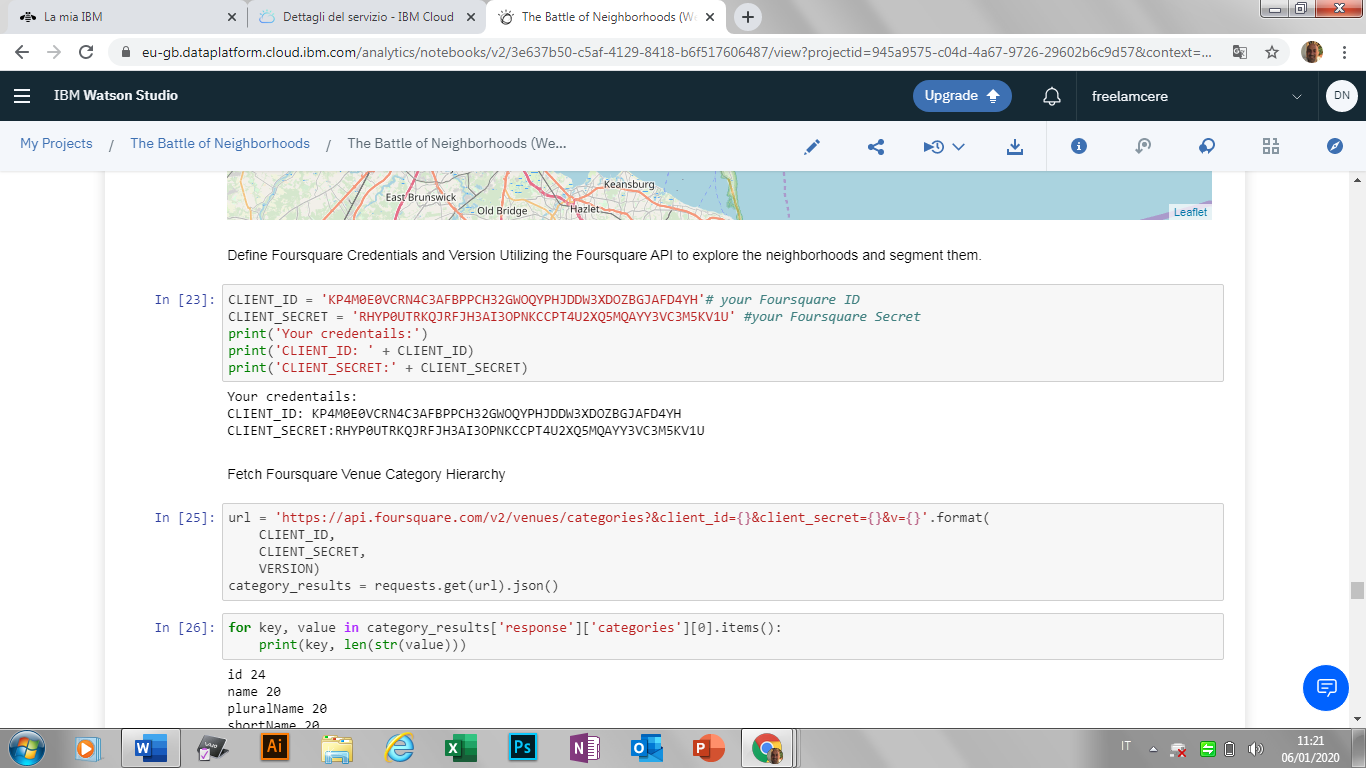 La mia IBM
Dettagli del servizio - IBM Cloud
The Battle of Neighborhoods (W
eu-gb.dataplatform.cloud.ibm.com/analytics/notebooks/v2/3e637b50-c5af-4129-8418-b6f517606487/view?projectid=945a9575-c04d-4a67-9726-29602b6c9d57&context=...
IBM Watson Studio
Upgrade
freelamcere
DN
My Projects / The Battle of Neighborhoods / The Battle of Neighborhoods (We...
Keansburg
East Brunswick
Old Bridge
Hazlet
Leaflet
Define Foursquare Credentials and Version Utilizing the Foursquare API to explore the neighborhoods and segment them.
In [23]: CLIENT_ID = 'KP4M0E0VCRN4C3AFBPPCH32GWOQYPHJDDW3XDOZBGJAFD4YH'# your Foursquare ID
CLIENT_SECRET = 'RHYP0UTRKQJRFJH3AI3OPNKCCPT4U2XQ5MQAYY3VC3M5KV1U' #your Foursquare Secret
print('Your credentails:')
print('CLIENT_ID: ' + CLIENT_ID)
print('CLIENT_SECRET:' + CLIENT_SECRET)
Your credentails:
CLIENT_ID: KP4M0E0VCRN4C3AFBPPCH32GWOQYPHJDDW3XDOZBGJAFD4YH
CLIENT_SECRET:RHYP0UTRKQJRFJH3AI3OPNKCCPT4U2XQ5MQAYY3VC3M5KV1U
Fetch Foursquare Venue Category Hierarchy
In [25]: url = 'https://api.foursquare.com/v2/venues/categories?&client_id={}&client_secret={}&v={}'.format(
CLIENT_ID,
CLIENT_SECRET,
VERSION)
category_results = requests.get(url).json()
In [26]: for key, value in category_results['response']['categories'][0].items():
print(key, len(str(value)))
id 24
name 20
pluralName 20
shortName 20
IT
11:21
06/01/2020